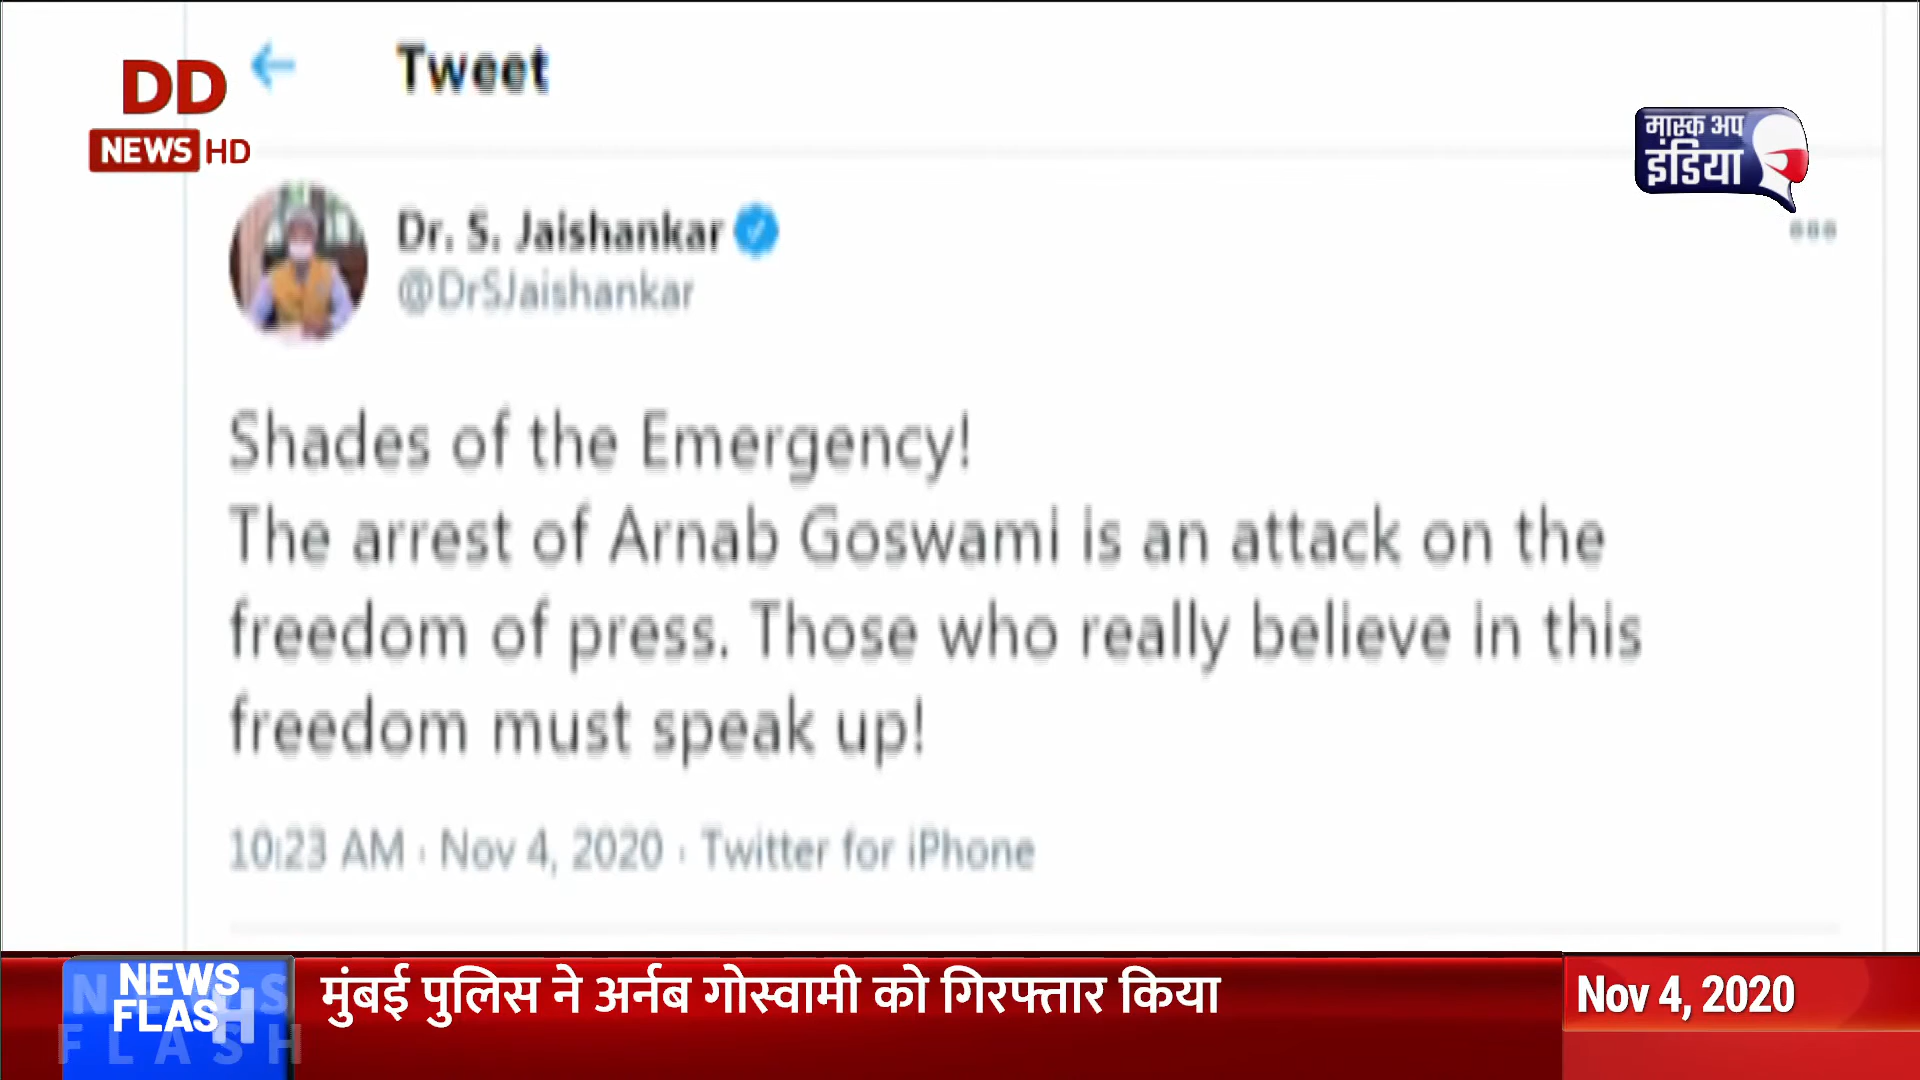 DD
NEWS HD
Tweet
मास्क अप
इंडिया
Dr. S. Jaishankar
@DrSJaishankar
Shades of the Emergency!
The arrest of Arnab Goswami is an attack on the
freedom of press. Those who really believe in this
freedom must speak up!
10:23 AM · Nov 4, 2020 · Twitter for iPhone
NEWS
FLASH
मुंबई पुलिस ने अर्नब गोस्वामी को गिरफ्तार किया
Nov 4, 2020